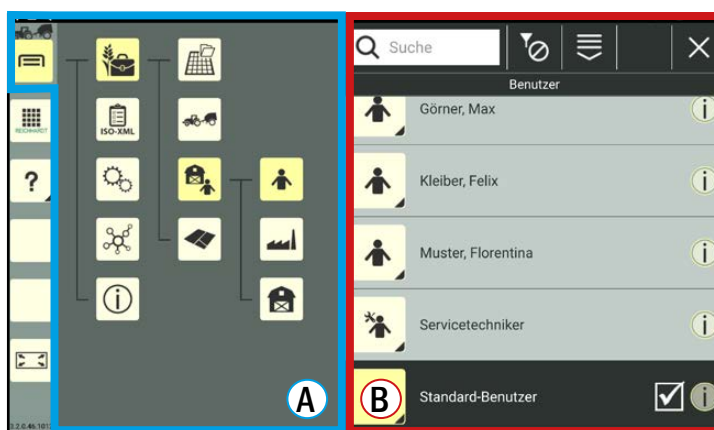 REICHHARDT
ISO-XML
?
A
Suche
Benutzer
Görner, Max
Kleiber, Felix
Muster, Florentina
Servicetechniker
B
Standard-Benutzer